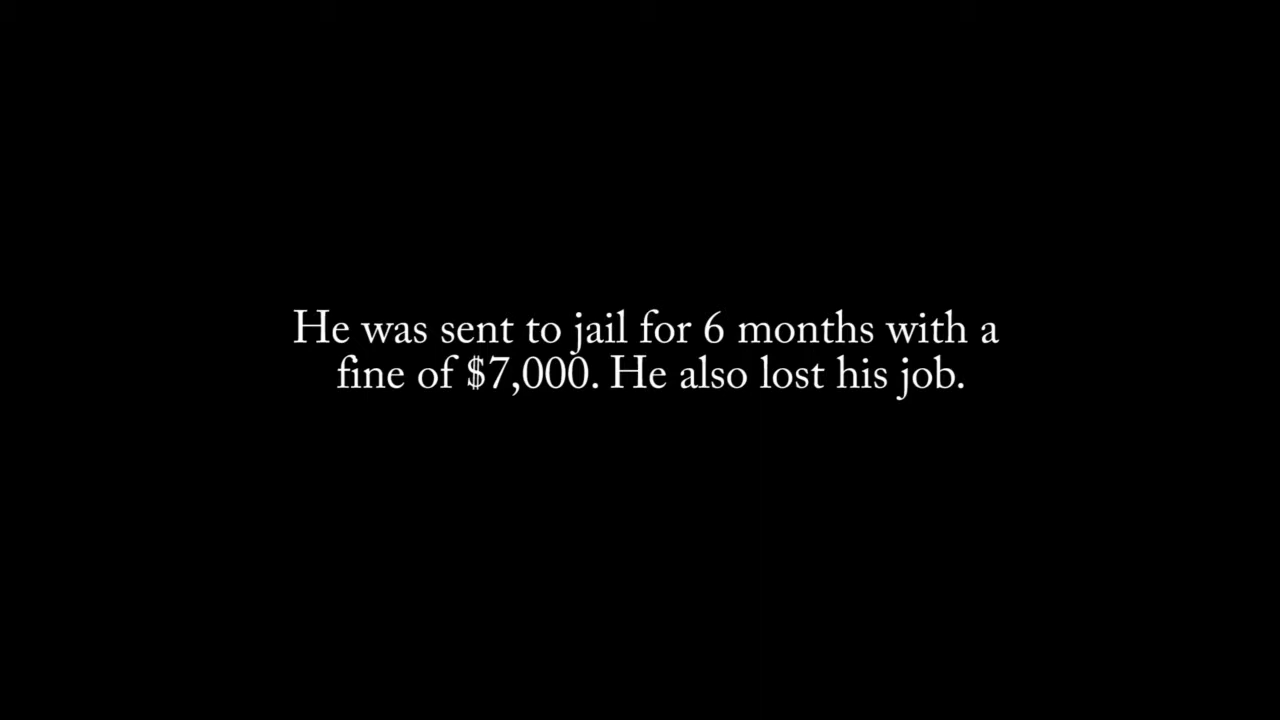 He was sent to jail for 6 months with a
fine of $7,000. He also lost his job.